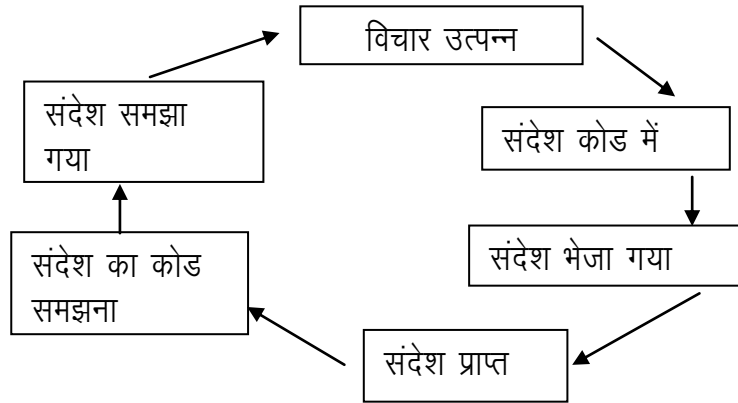 विचार उत्पन्न
संदेश कोड में
संदेश भेजा गया
संदेश प्राप्त
संदेश का कोड
समझना
संदेश समझा
गया